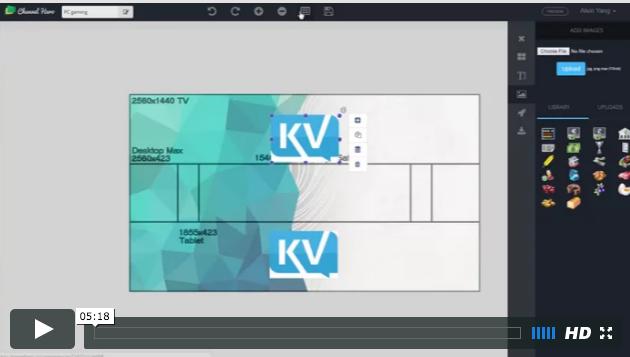 Channel Hero
PC gaming
PREVIEW
Alvin Yang
ADD IMAGES
Choose File No file chosen
Upload
LIBRARY UPLOADS
2560x1440 TV
KV
Desktop Max
2560x423
154
1855x423
Tablet
KV
05:18
HD